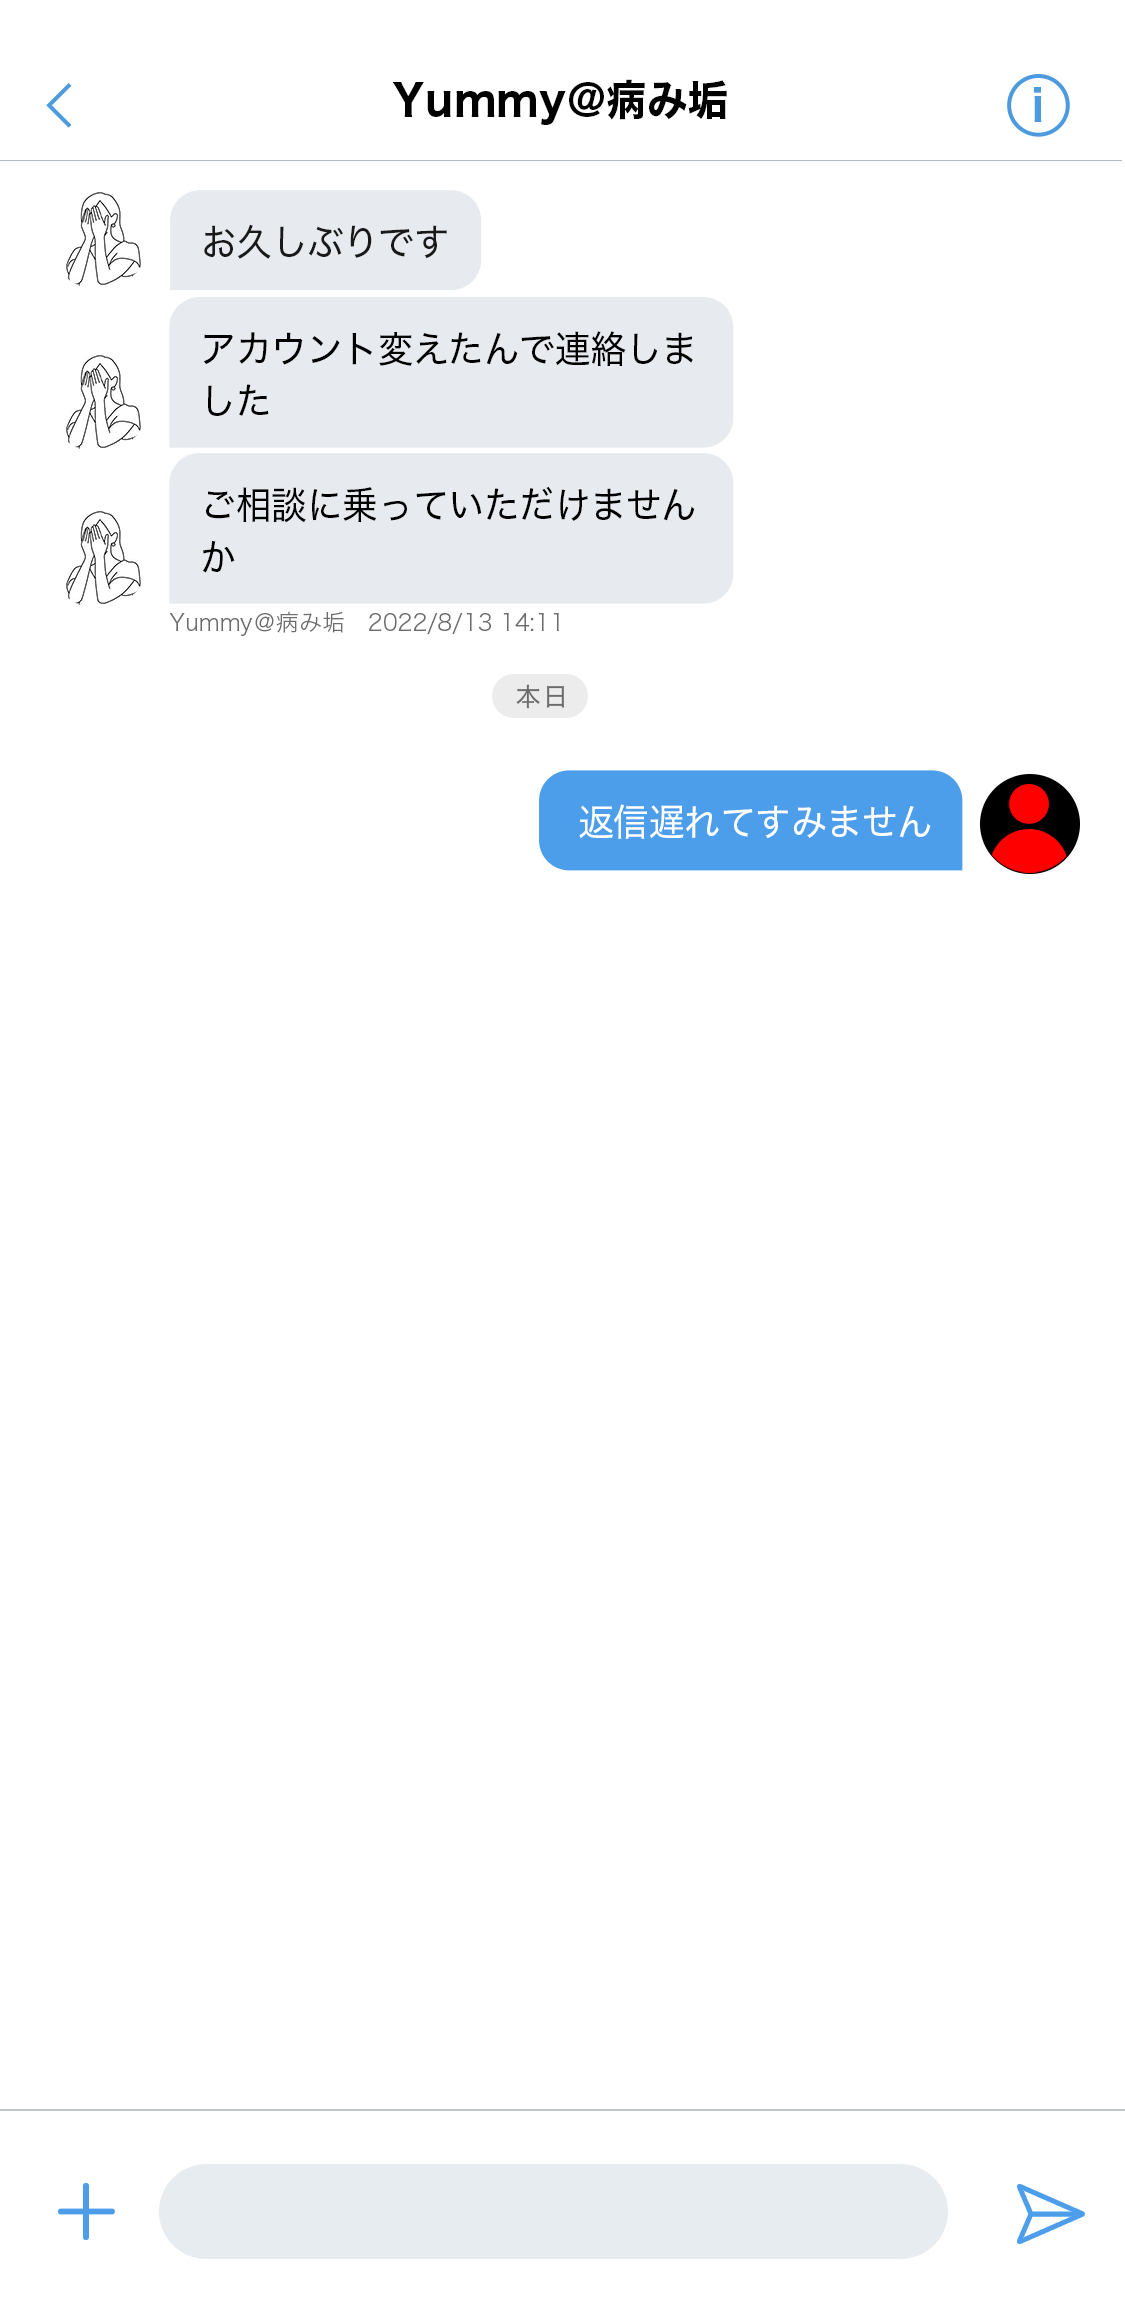 Yummy@病み垢
お久しぶりです
アカウント変えたんで連絡しま
した
ご相談に乗っていただけません
か
Yummy@病み垢 2022/8/13 14:11
本日
返信遅れてすみません